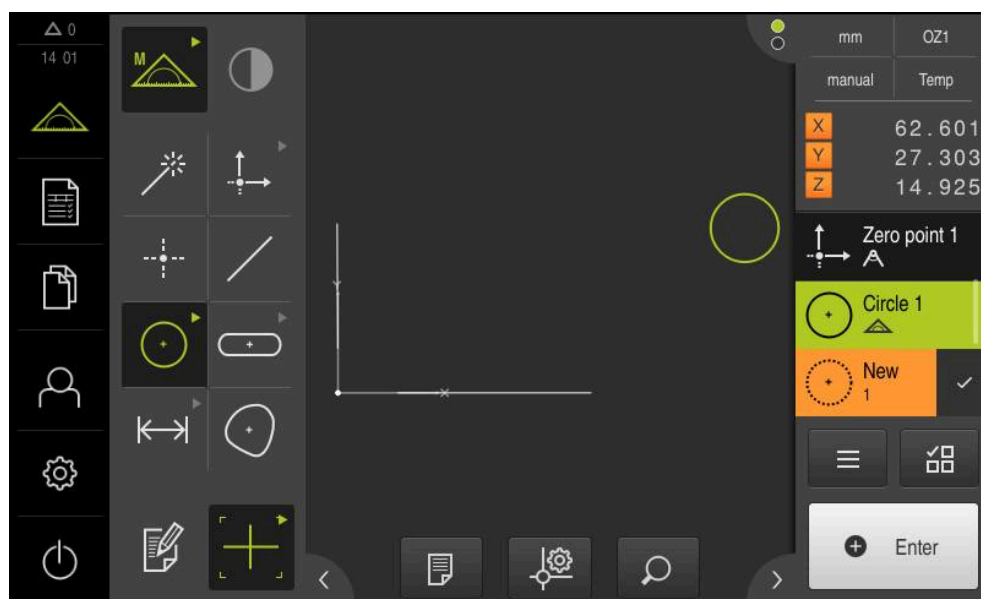 0
14 01
M
Y
X
mm OZ1
manual Temp
X 62.601
Y 27.303
Z 14.925
Zero point 1
Circle 1
New
1
Enter